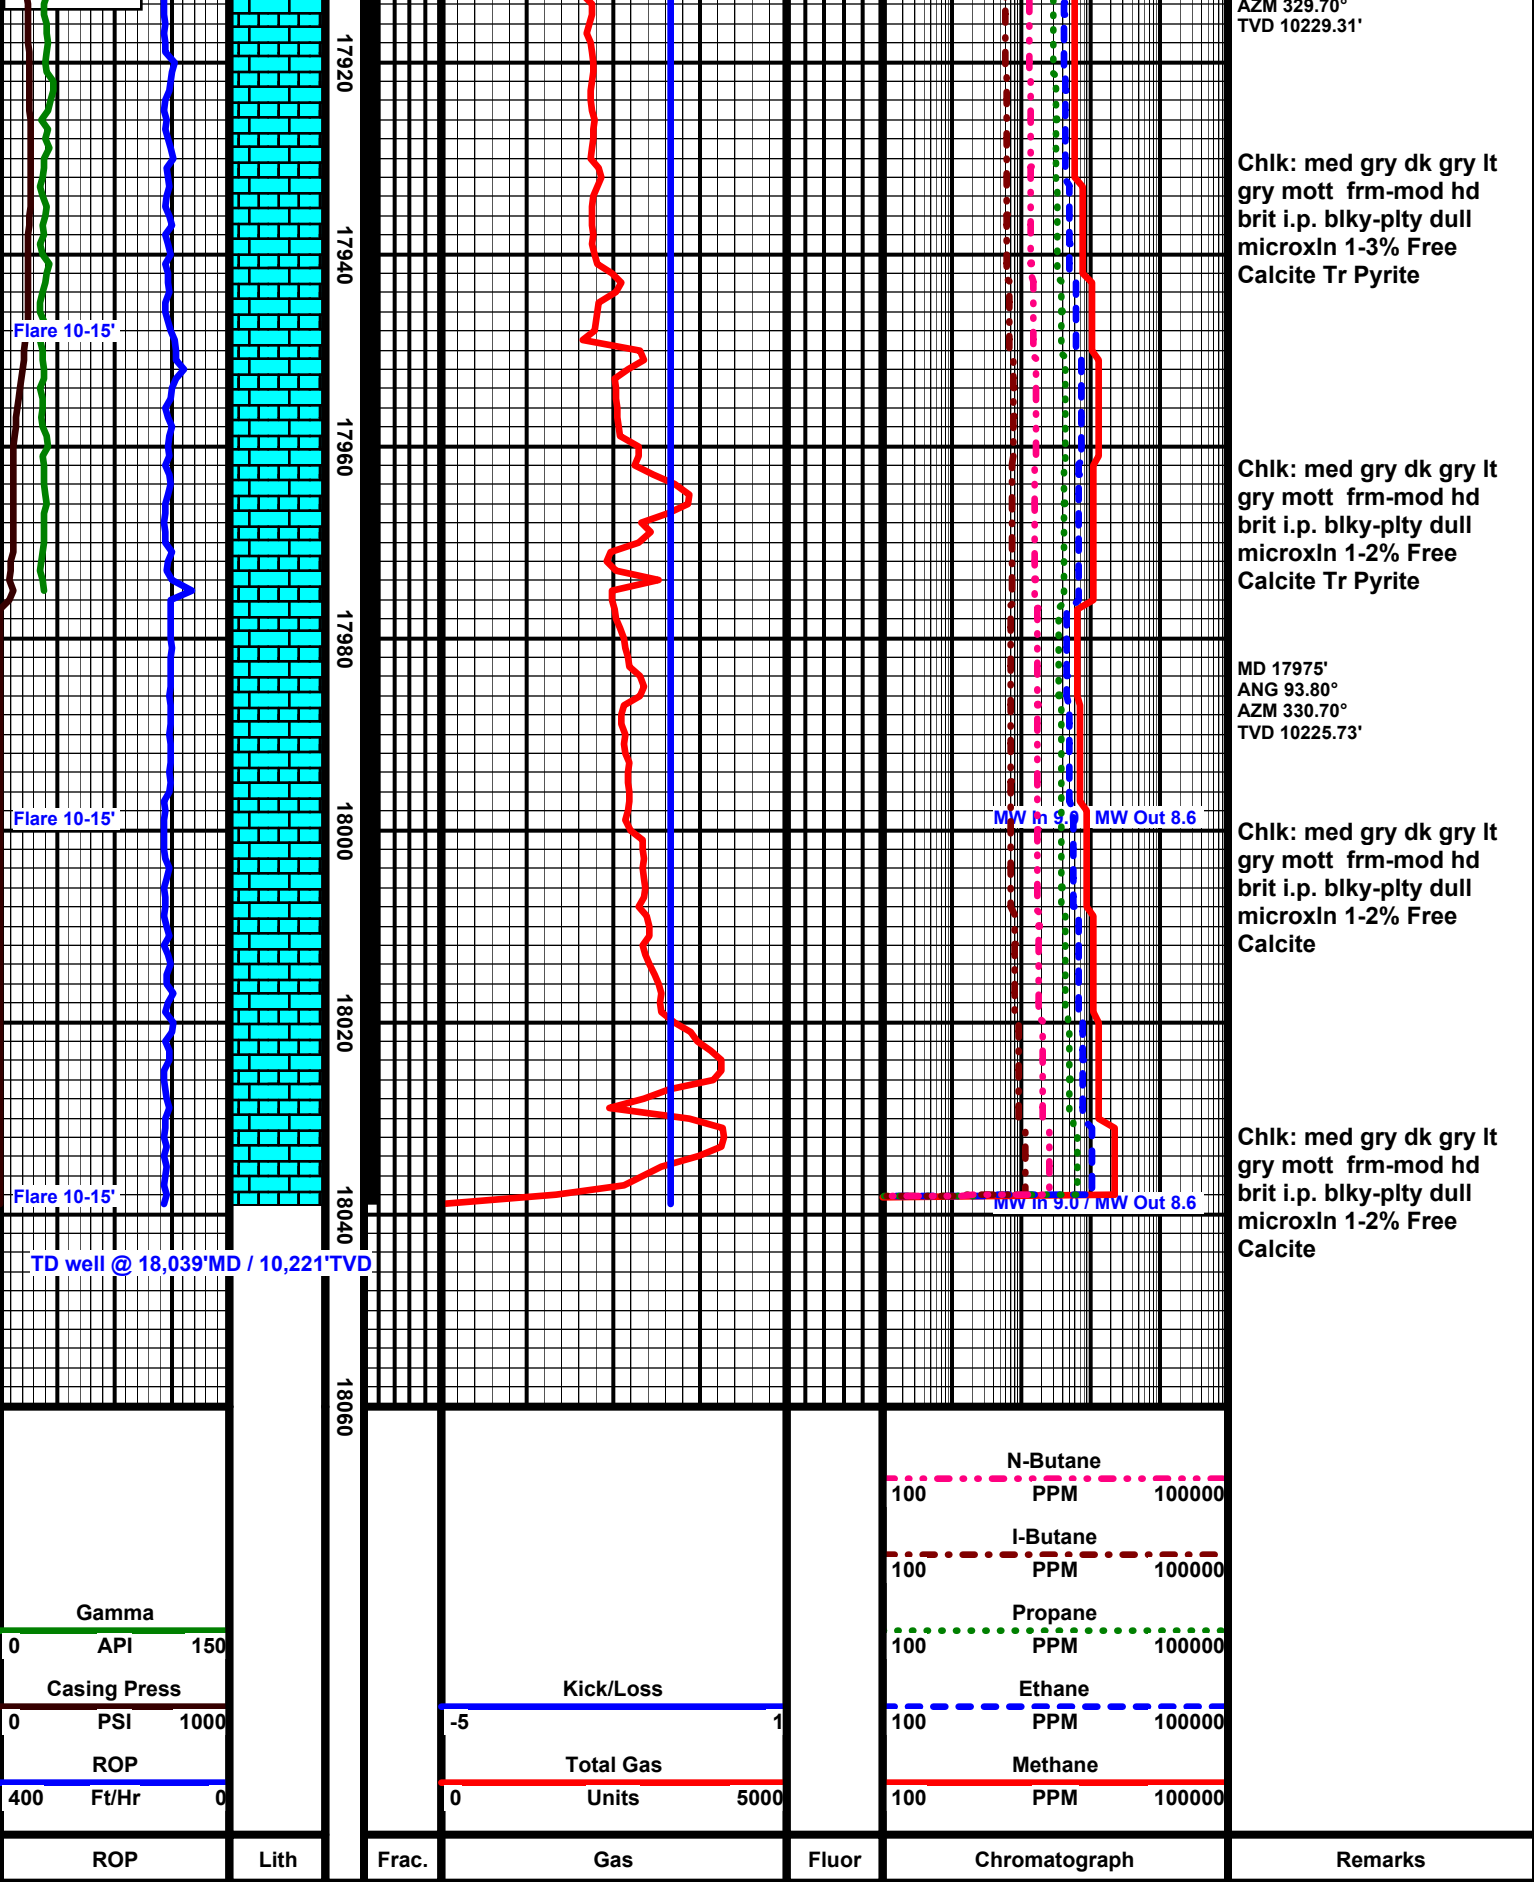 AZM 329.70°
TVD 10229.31'
17920
Chlk: med gry dk gry lt
gry mott  frm-mod hd
brit i.p. blky-plty dull
microxln 1-3% Free
Calcite Tr Pyrite
17940
Flare 10-15'
17960
Chlk: med gry dk gry lt
gry mott  frm-mod hd
brit i.p. blky-plty dull
microxln 1-2% Free
Calcite Tr Pyrite
17980
MD 17975'
ANG 93.80°
AZM 330.70°
TVD 10225.73'
Flare 10-15'
18000
MW In 9.0 / MW Out 8.6
Chlk: med gry dk gry lt
gry mott  frm-mod hd
brit i.p. blky-plty dull
microxln 1-2% Free
Calcite
18020
Chlk: med gry dk gry lt
gry mott  frm-mod hd
brit i.p. blky-plty dull
microxln 1-2% Free
Calcite
Flare 10-15'
18040
MW In 9.0 / MW Out 8.6
TD well @ 18,039'MD / 10,221'TVD
18060
Gamma
0 API 150
Casing Press
0 PSI 1000
ROP
400 Ft/Hr 0
Kick/Loss
-5 1
Total Gas
0 Units 5000
N-Butane
100 PPM 100000
I-Butane
100 PPM 100000
Propane
100 PPM 100000
Ethane
100 PPM 100000
Methane
100 PPM 100000
ROP Lith Frac. Gas Fluor Chromatograph Remarks